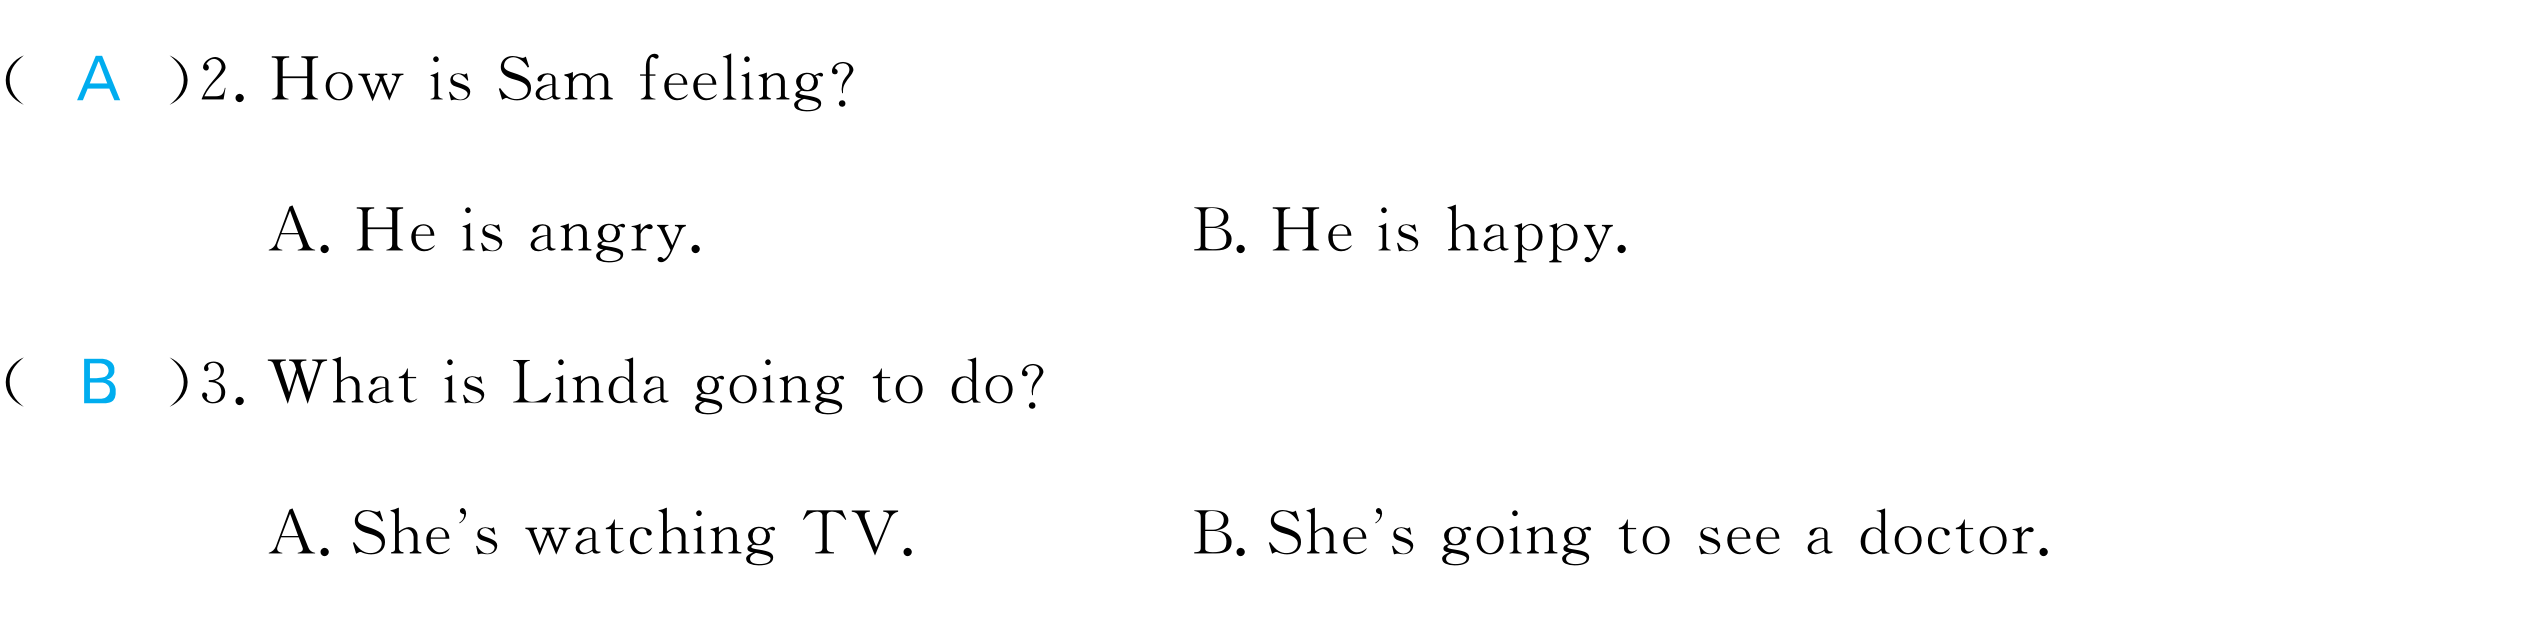 ( A )2. How is Sam feeling?
A. He is angry. B. He is happy.
( B )3. What is Linda going to do?
A. She's watching TV. B. She's going to see a doctor.